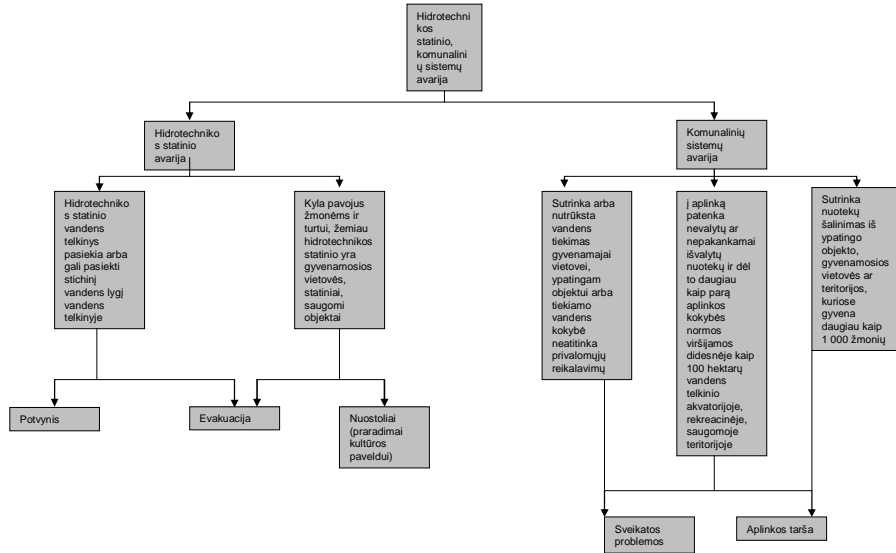 Hidrotechni
kos
statinio,
komunalini
ų sistemų
avarija
Hidrotechniko
s statinio
avarija
Komunalinių
sistemų
avarija
Hidrotechniko
s statinio
vandens
telkinys
pasiekia arba
gali pasiekti
stichinį
vandens lygį
vandens
telkinyje
Kyla pavojus
žmonėms ir
turtui, žemiau
hidrotechnikos
statinio yra
gyvenamosios
vietovės,
statiniai,
saugomi
objektai
Sutrinka arba
nutrūksta
vandens
tiekimas
gyvenamajai
vietovei,
ypatingam
objektui arba
tiekiamo
vandens
kokybė
neatitinka
privalomųjų
reikalavimų
į aplinką
patenka
nevalytų ar
nepakankamai
išvalytų
nuotekų ir dėl
to daugiau
kaip parą
aplinkos
kokybės
normos
viršijamos
didesnėje kaip
100 hektarų
vandens
telkinio
akvatorijoje,
rekreacinėje,
saugomoje
teritorijoje
Sutrinka
nuotekų
šalinimas iš
ypatingo
objekto,
gyvenamosios
vietovės ar
teritorijos,
kuriose
gyvena
daugiau kaip
1 000 žmonių
Potvynis
Evakuacija
Nuostoliai
(praradimai
kultūros
paveldui)
Sveikatos
problemos
Aplinkos tarša